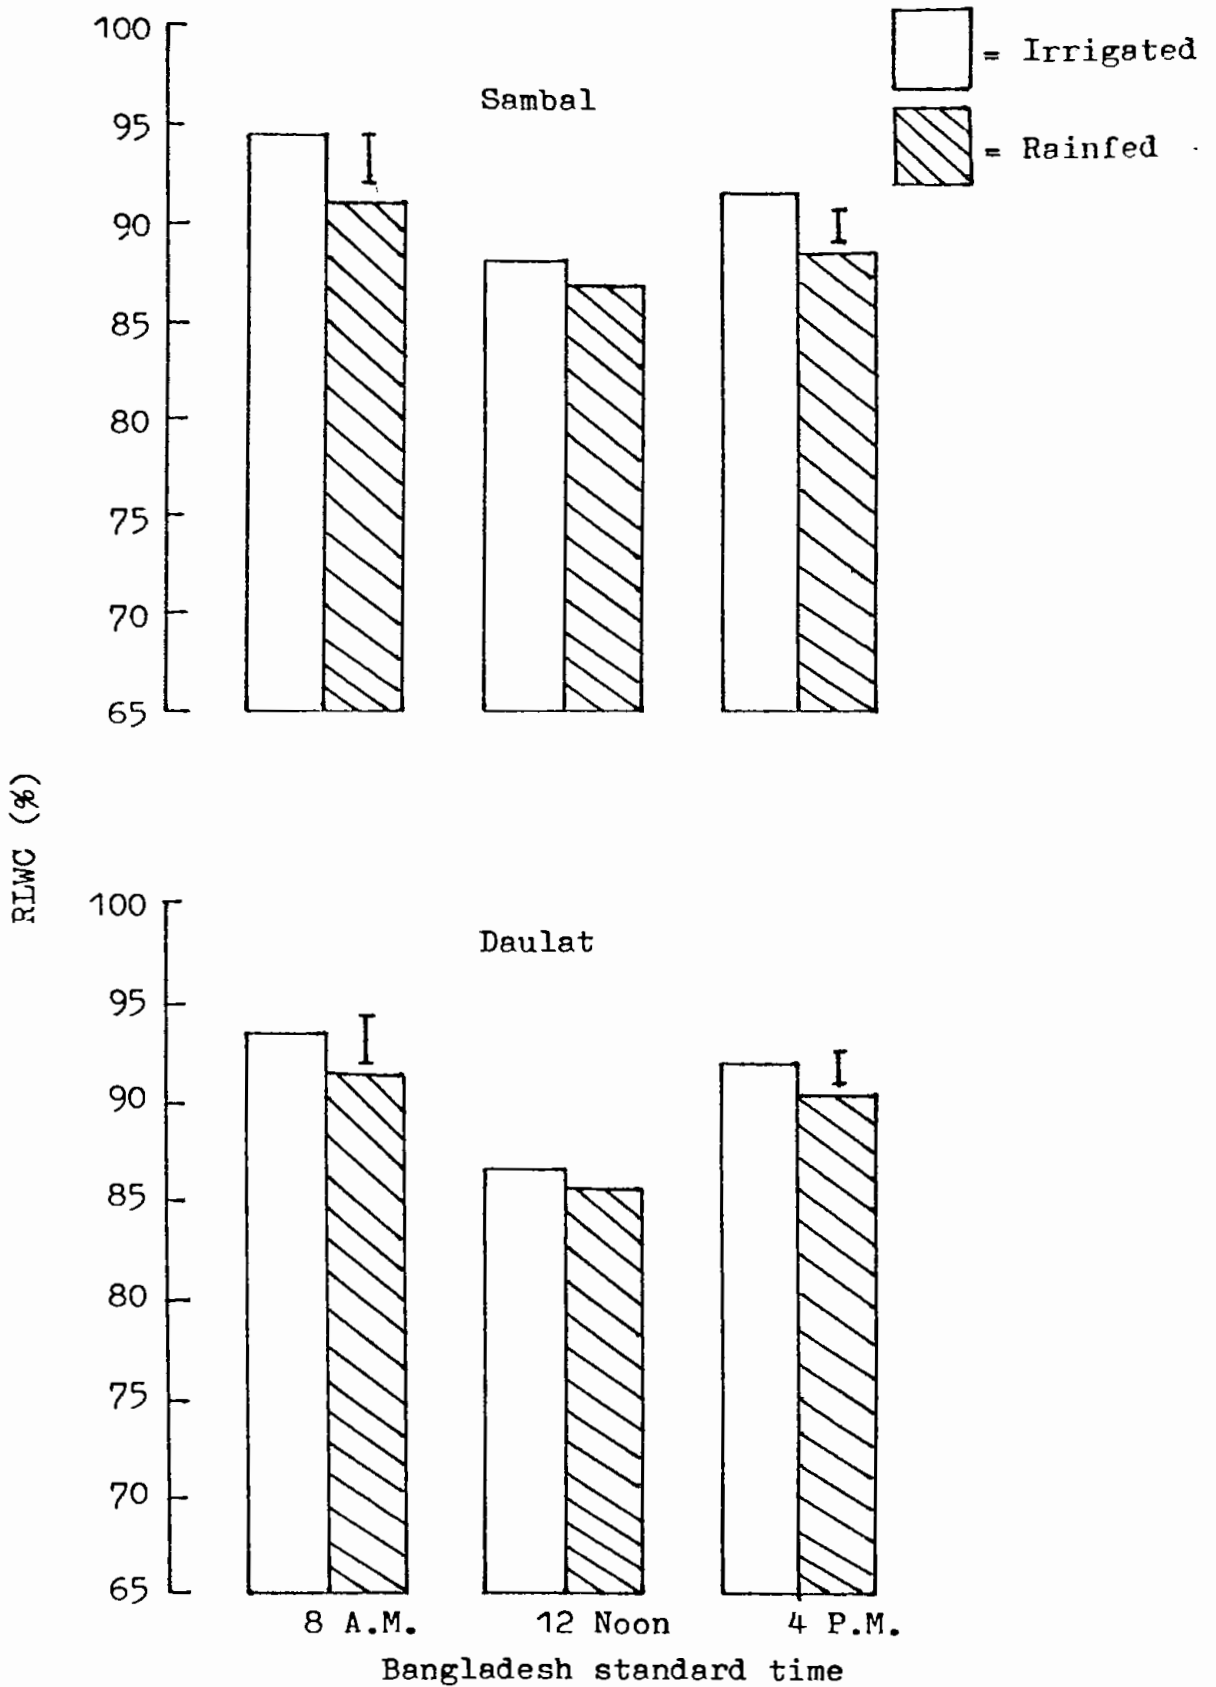 100
= Irrigated
Sambal
95
= Rainfed
90
85
80
75
70
65
RLWC (%)
100
Daulat
95
90
85
80
75
70
65
8 A.M. 12 Noon 4 P.M.
Bangladesh standard time